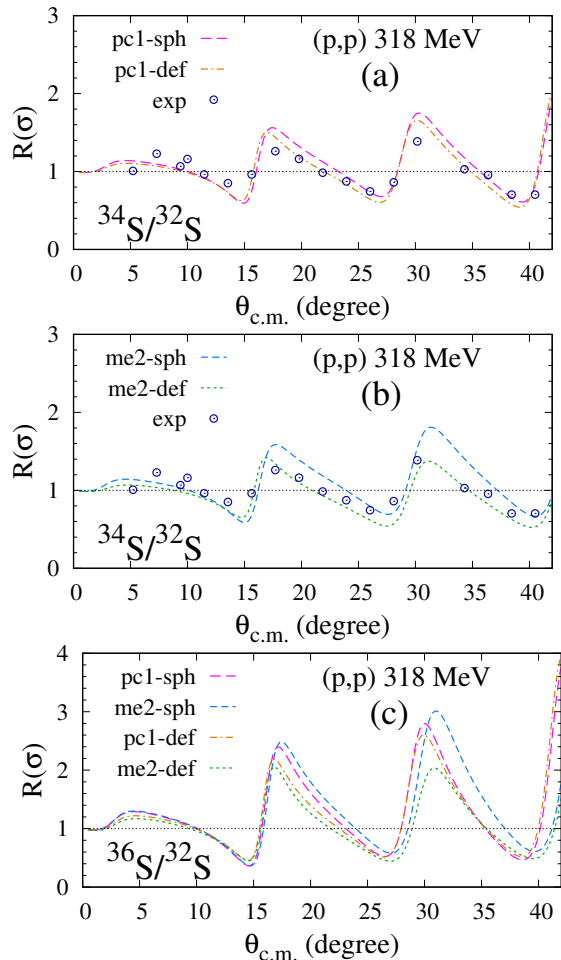 3
2
1
0
R(σ)
pc1-sph
pc1-def
exp
(p,p) 318 MeV
(a)
³⁴S/³²S
0 5 10 15 20 25 30 35 40
θc.m. (degree)
3
2
1
0
R(σ)
me2-sph
me2-def
exp
(p,p) 318 MeV
(b)
³⁴S/³²S
0 5 10 15 20 25 30 35 40
θc.m. (degree)
4
3
2
1
0
R(σ)
pc1-sph
me2-sph
pc1-def
me2-def
(p,p) 318 MeV
(c)
³⁶S/³²S
0 5 10 15 20 25 30 35 40
θc.m. (degree)